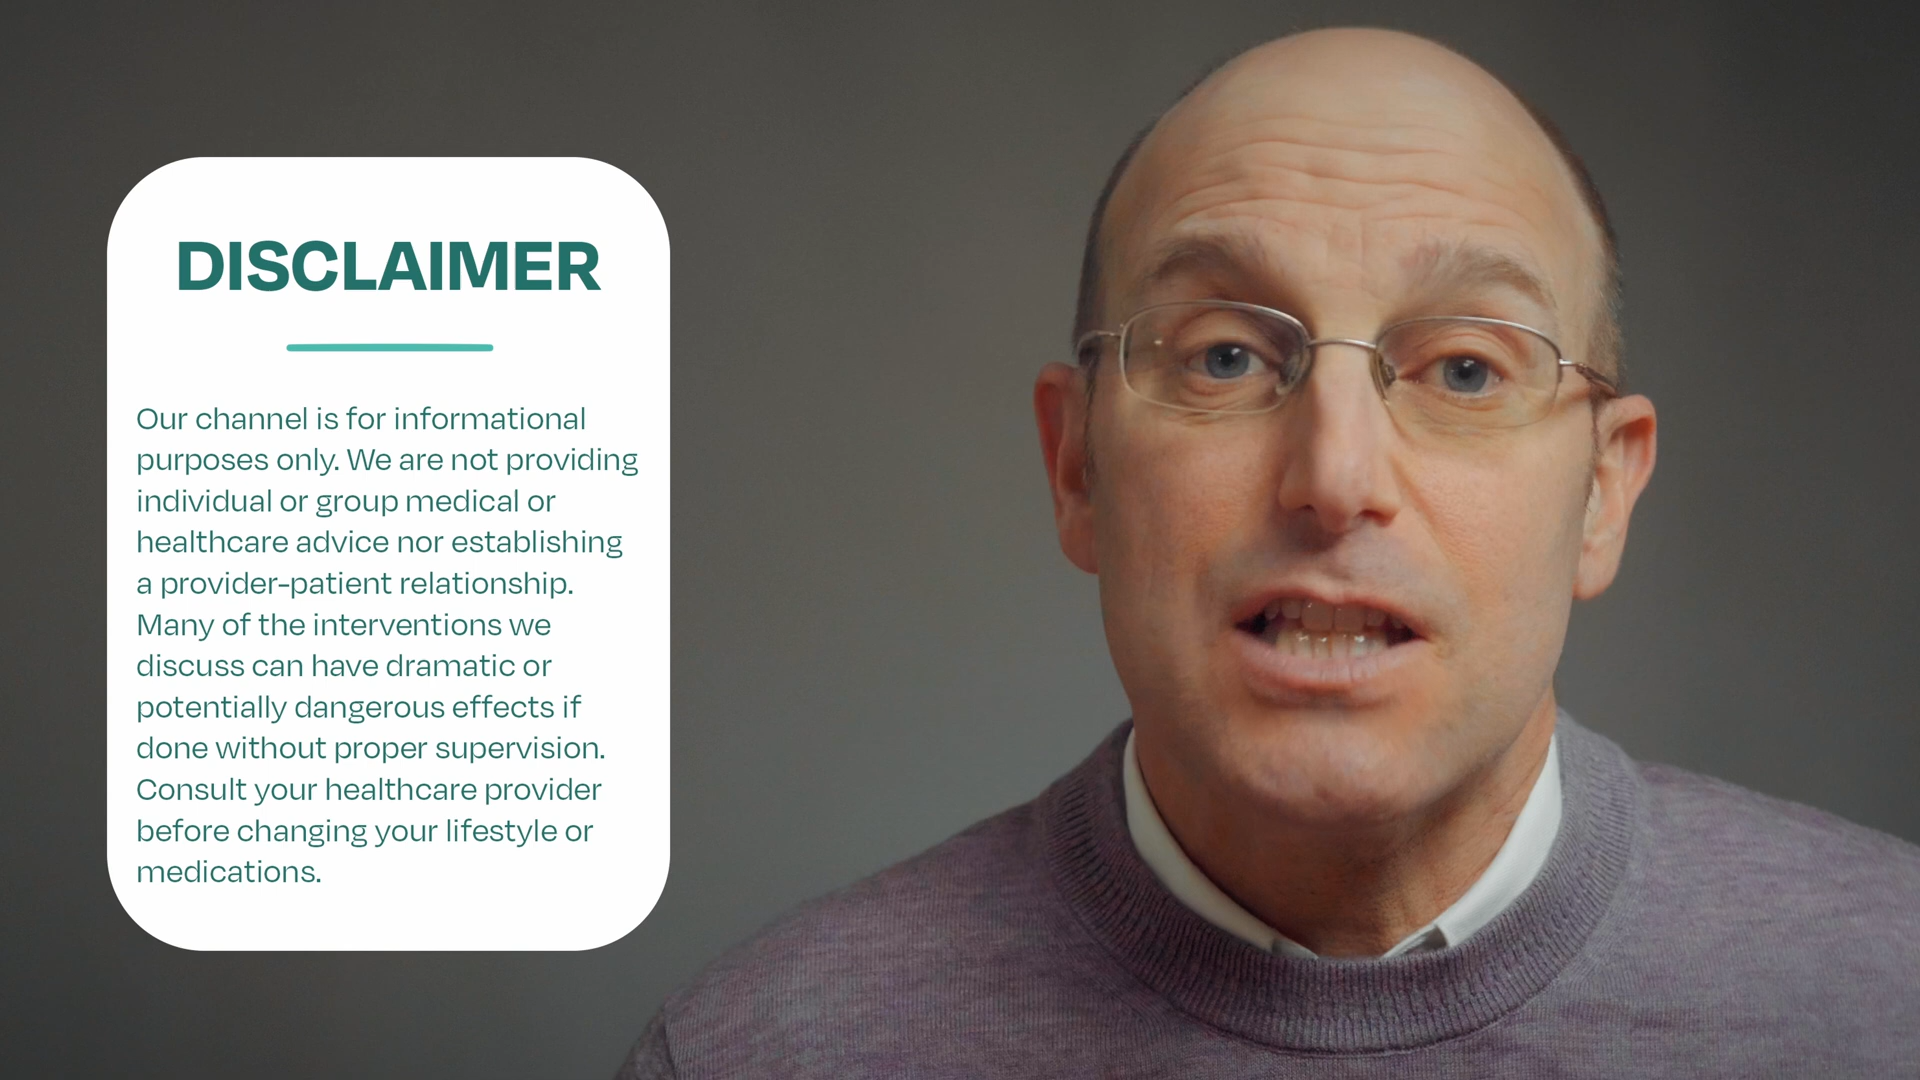 DISCLAIMER
Our channel is for informational
purposes only. We are not providing
individual or group medical or
healthcare advice nor establishing
a provider-patient relationship.
Many of the interventions we
discuss can have dramatic or
potentially dangerous effects if
done without proper supervision.
Consult your healthcare provider
before changing your lifestyle or
medications.